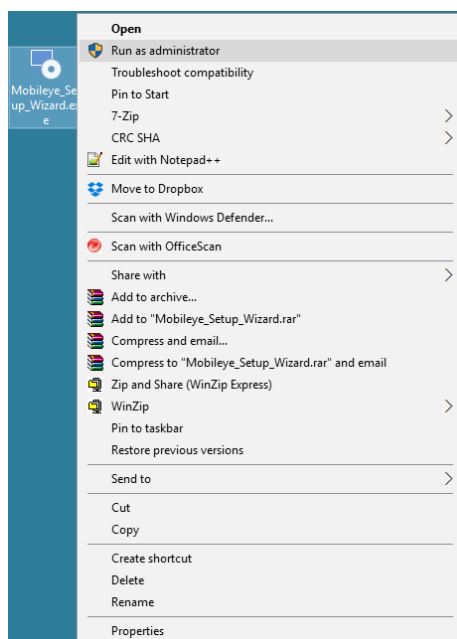 Mobileye_Se
up_Wizard.ex
e
Open
Run as administrator
Troubleshoot compatibility
Pin to Start
7-Zip
CRC SHA
Edit with Notepad++
Move to Dropbox
Scan with Windows Defender...
Scan with OfficeScan
Share with
Add to archive...
Add to "Mobileye_Setup_Wizard.rar"
Compress and email...
Compress to "Mobileye_Setup_Wizard.rar" and email
Zip and Share (WinZip Express)
WinZip
Pin to taskbar
Restore previous versions
Send to
Cut
Copy
Create shortcut
Delete
Rename
Properties